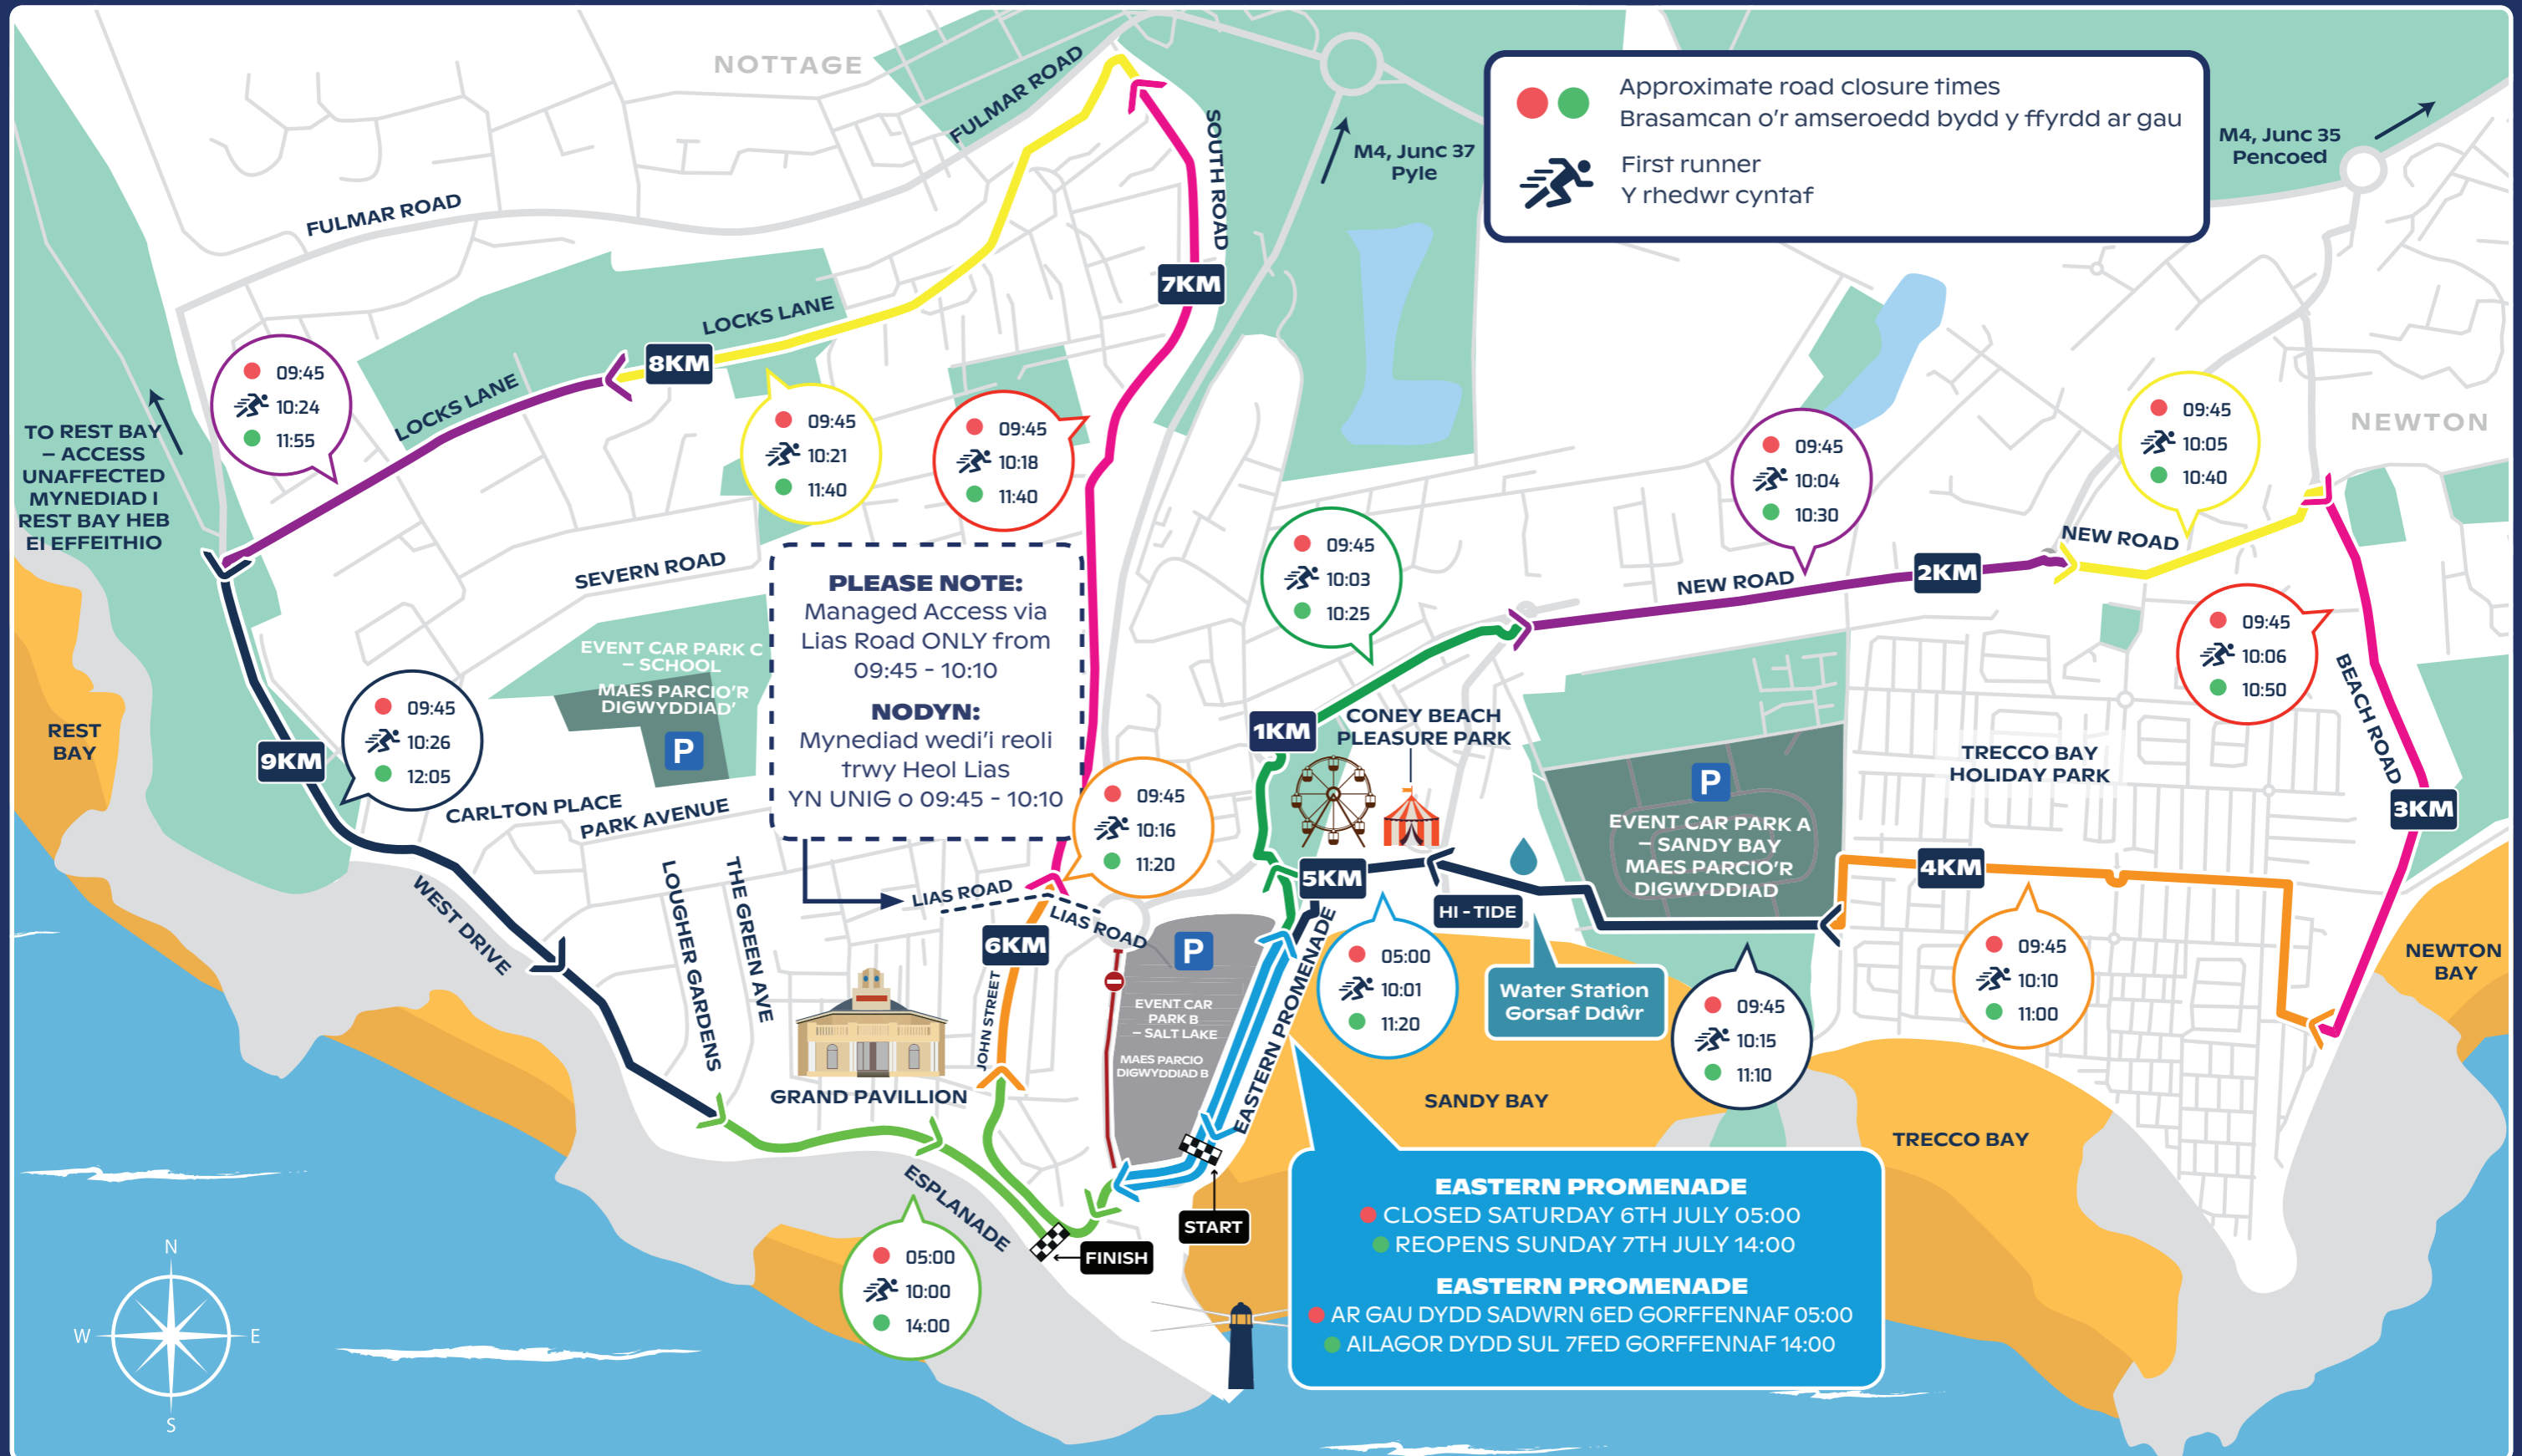 NOTTAGE
FULMAR ROAD
SOUTH ROAD
M4, Junc 37
Pyle
Approximate road closure times
Brasamcan o'r amseroedd bydd y ffyrdd ar gau
First runner
Y rhedwr cyntaf
M4, Junc 35
Pencoed
FULMAR ROAD
7KM
LOCKS LANE
8KM
LOCKS LANE
09:45
10:24
11:55
09:45
10:21
11:40
09:45
10:18
11:40
TO REST BAY
– ACCESS
UNAFFECTED
MYNEDIAD I
REST BAY HEB
EI EFFEITHIO
09:45
10:03
10:25
09:45
10:04
10:30
09:45
10:05
10:40
NEWTON
NEW ROAD
NEW ROAD
2KM
09:45
10:06
10:50
BEACH ROAD
SEVERN ROAD
PLEASE NOTE:
Managed Access via
Lias Road ONLY from
09:45 - 10:10
NODYN:
Mynediad wedi'i reoli
trwy Heol Lias
YN UNIG o 09:45 - 10:10
EVENT CAR PARK C
– SCHOOL
MAES PARCIO'R
DIGWYDDIAD'
P
REST
BAY
9KM
09:45
10:26
12:05
CARLTON PLACE
PARK AVENUE
1KM
CONEY BEACH
PLEASURE PARK
P
EVENT CAR PARK A
– SANDY BAY
MAES PARCIO'R
DIGWYDDIAD
TRECCO BAY
HOLIDAY PARK
3KM
4KM
09:45
10:16
11:20
5KM
HI - TIDE
LIAS ROAD
LIAS ROAD
WEST DRIVE
LOUGHER GARDENS
THE GREEN AVE
6KM
JOHN STREET
P
EVENT CAR
PARK B
– SALT LAKE
MAES PARCIO
DIGWYDDIAD B
EASTERN PROMENADE
05:00
10:01
11:20
Water Station
Gorsaf Ddŵr
09:45
10:15
11:10
09:45
10:10
11:00
NEWTON
BAY
GRAND PAVILLION
SANDY BAY
TRECCO BAY
ESPLANADE
START
FINISH
05:00
10:00
14:00
EASTERN PROMENADE
CLOSED SATURDAY 6TH JULY 05:00
REOPENS SUNDAY 7TH JULY 14:00
EASTERN PROMENADE
AR GAU DYDD SADWRN 6ED GORFFENNAF 05:00
AILAGOR DYDD SUL 7FED GORFFENNAF 14:00
N
W
E
S